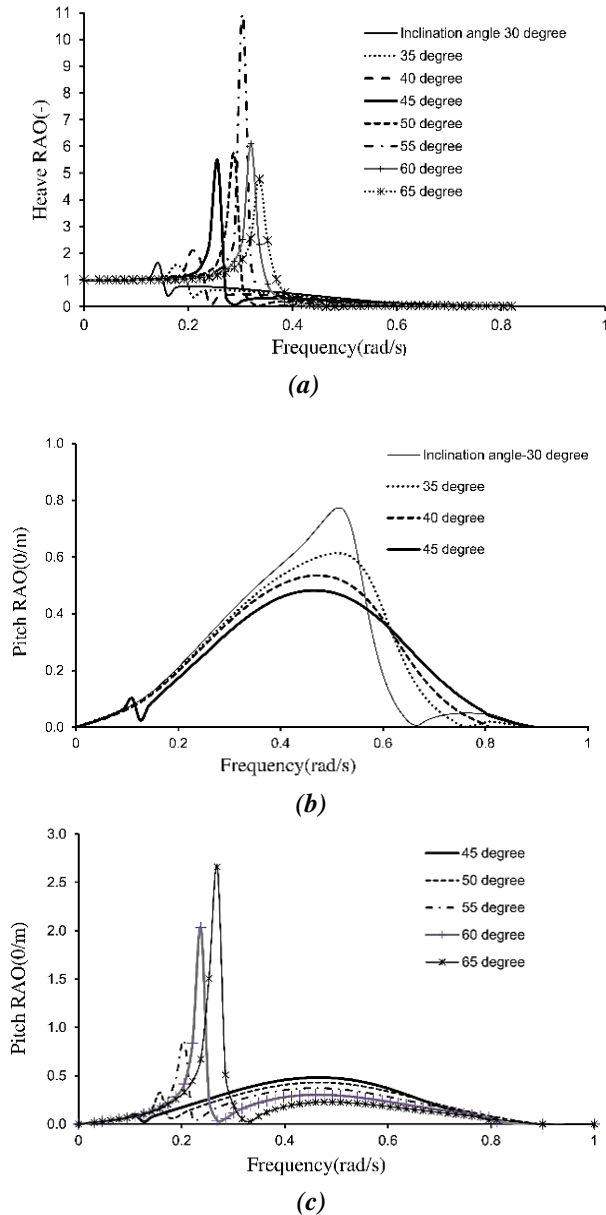 11
10
9
8
7
6
5
4
3
2
1
0
Heave RAO(-)
Inclination angle 30 degree
35 degree
40 degree
45 degree
50 degree
55 degree
60 degree
65 degree
0 0.2 0.4 0.6 0.8 1
Frequency(rad/s)
(a)
1.0
0.8
0.6
0.4
0.2
0.0
Pitch RAO(0/m)
Inclination angle-30 degree
35 degree
40 degree
45 degree
0 0.2 0.4 0.6 0.8 1
Frequency(rad/s)
(b)
3.0
2.5
2.0
1.5
1.0
0.5
0.0
Pitch RAO(0/m)
45 degree
50 degree
55 degree
60 degree
65 degree
0 0.2 0.4 0.6 0.8 1
Frequency(rad/s)
(c)